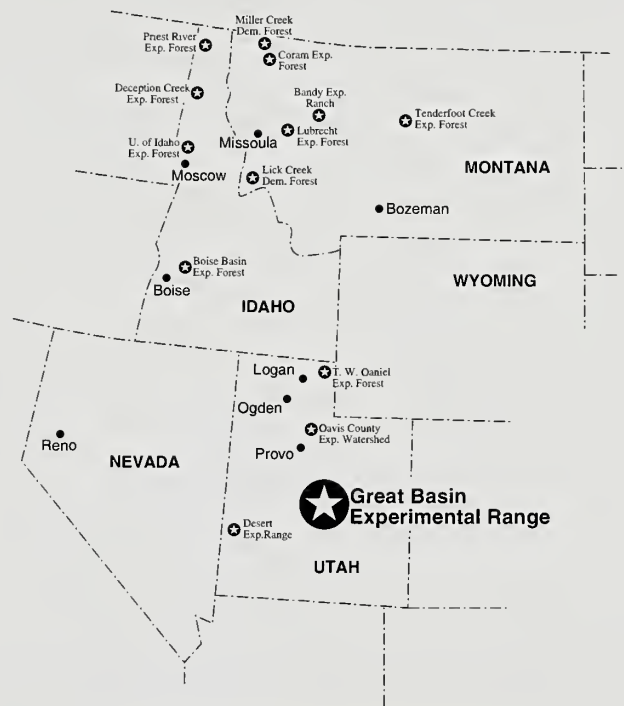 Miller Creek
Dem. Forest
Priest River
Exp. Forest
Coram Exp.
Forest
Deception Creek
Exp. Forest
Bandy Exp.
Ranch
Tenderfoot Creek
Exp. Forest
Missoula
Lubrecht
Exp. Forest
U. of Idaho
Exp. Forest
Moscow
Lick Creek
Dem. Forest
MONTANA
Bozeman
Boise Basin
Exp. Forest
Boise
WYOMING
IDAHO
Logan
T. W. Oaniel
Exp. Forest
Ogden
Oavis County
Exp. Watershed
Reno
Provo
NEVADA
Great Basin
Experimental Range
Desert
Exp.Range
UTAH